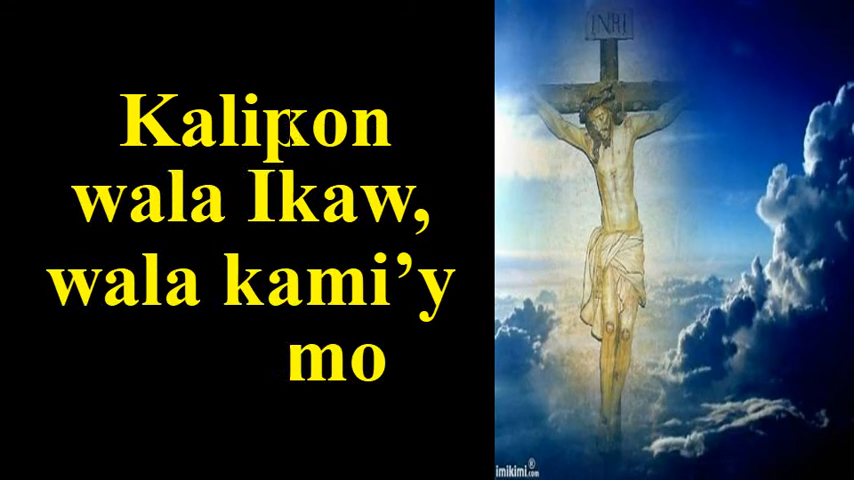 wala Ikaw,
wala kami’y
mo
INRI
imikimi.com